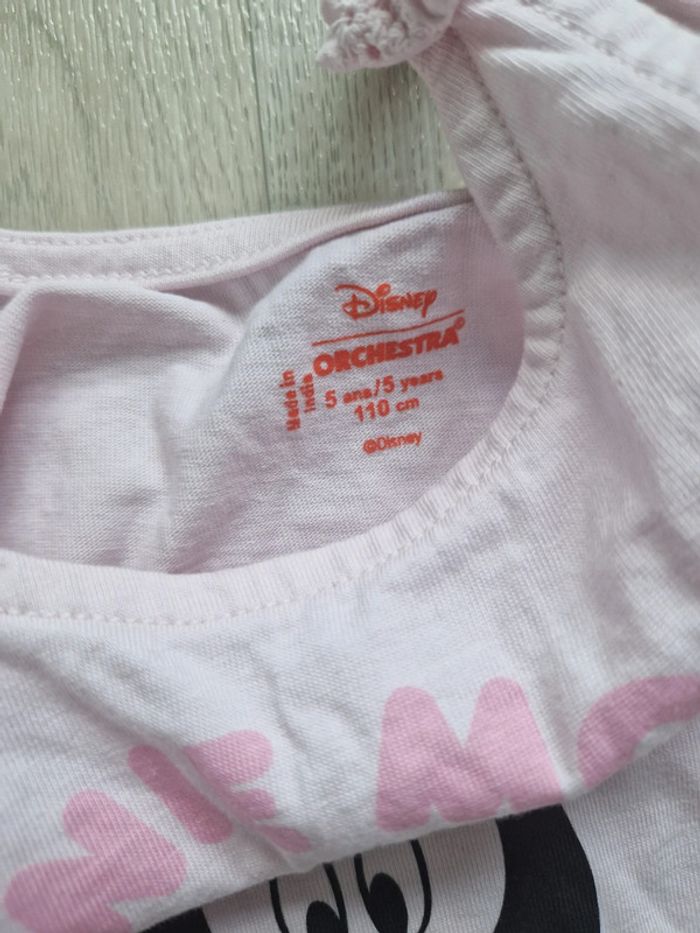 Disney
ORCHESTRA®
Made in
India
5 ans/5 years
110 cm
©Disney